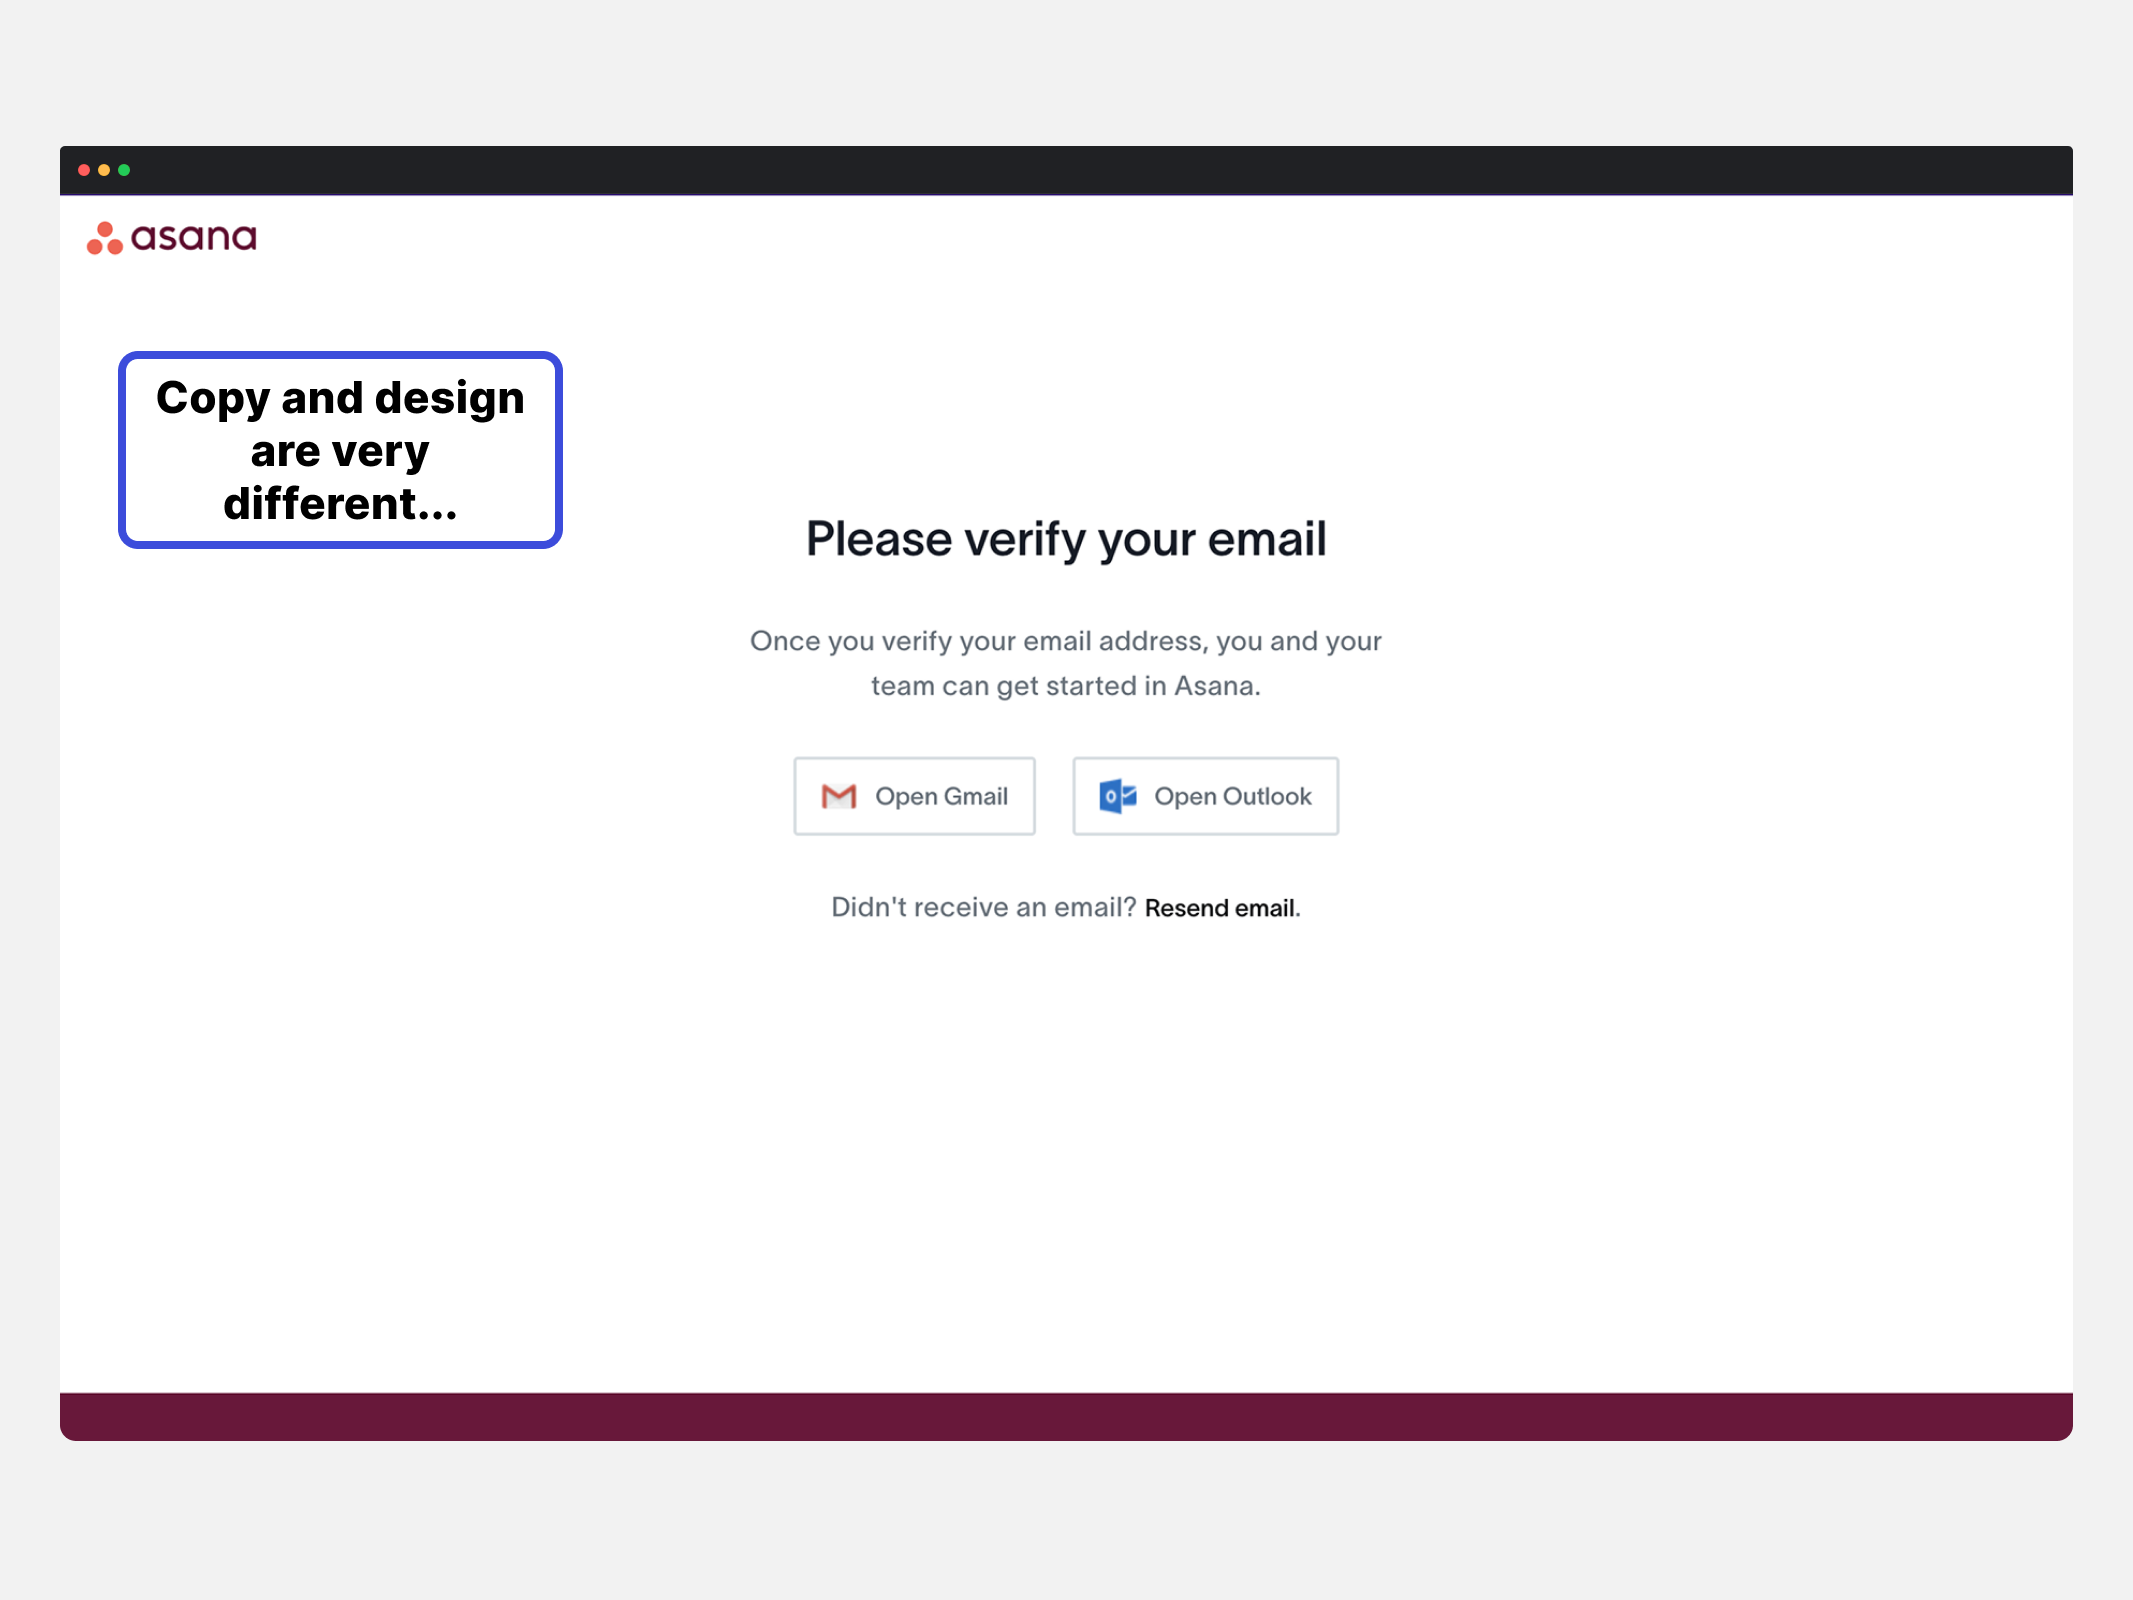 asana
Copy and design
are very
different...
Please verify your email
Once you verify your email address, you and your
team can get started in Asana.
Open Gmail
Open Outlook
Didn't receive an email? Resend email.